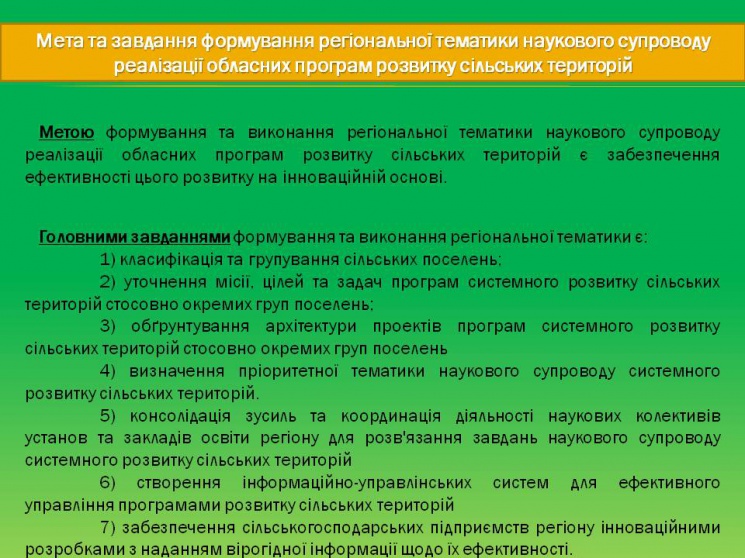 Мета та завдання формування регіональної тематики наукового супроводу
реалізації обласних програм розвитку сільських територій
Метою формування та виконання регіональної тематики наукового супроводу
реалізації обласних програм розвитку сільських територій є забезпечення
ефективності цього розвитку на інноваційній основі.
Головними завданнями формування та виконання регіональної тематики є:
1) класифікація та групування сільських поселень;
2) уточнення місії, цілей та задач програм системного розвитку сільських
територій стосовно окремих груп поселень;
3) обґрунтування архітектури проектів програм системного розвитку
сільських територій стосовно окремих груп поселень
4) визначення пріоритетної тематики наукового супроводу системного
розвитку сільських територій.
5) консолідація зусиль та координація діяльності наукових колективів
установ та закладів освіти регіону для розв'язання завдань наукового супроводу
системного розвитку сільських територій
6) створення інформаційно-управлінських систем для ефективного
управління програмами розвитку сільських територій
7) забезпечення сільськогосподарських підприємств регіону інноваційними
розробками з наданням вірогідної інформації щодо їх ефективності.